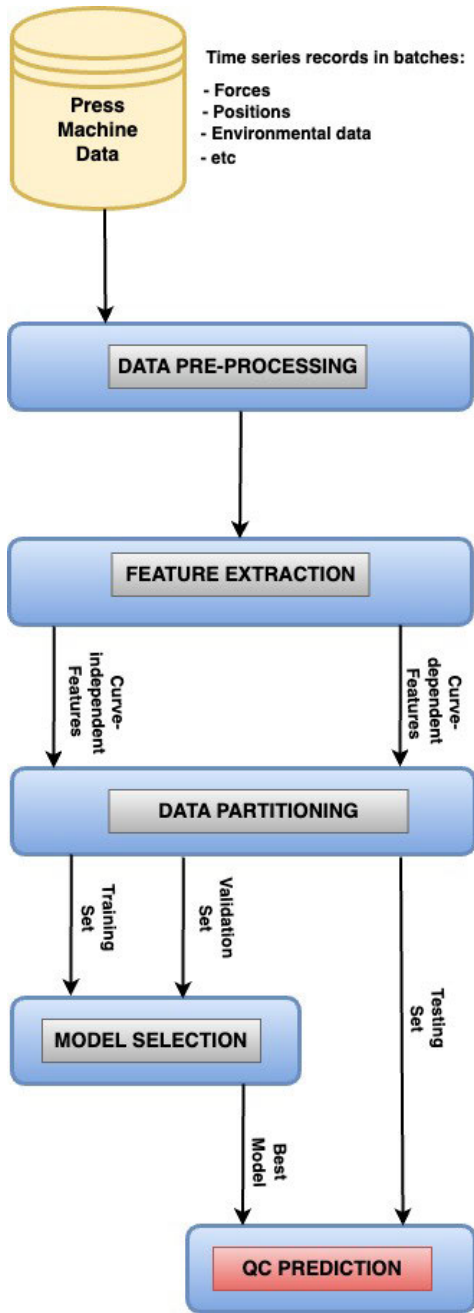 Press
Machine
Data
Time series records in batches:
- Forces
- Positions
- Environmental data
- etc
DATA PRE-PROCESSING
FEATURE EXTRACTION
Curve-
independent
Features
Curve-
dependent
Features
DATA PARTITIONING
Training
Set
Validation
Set
Testing
Set
MODEL SELECTION
Best
Model
QC PREDICTION